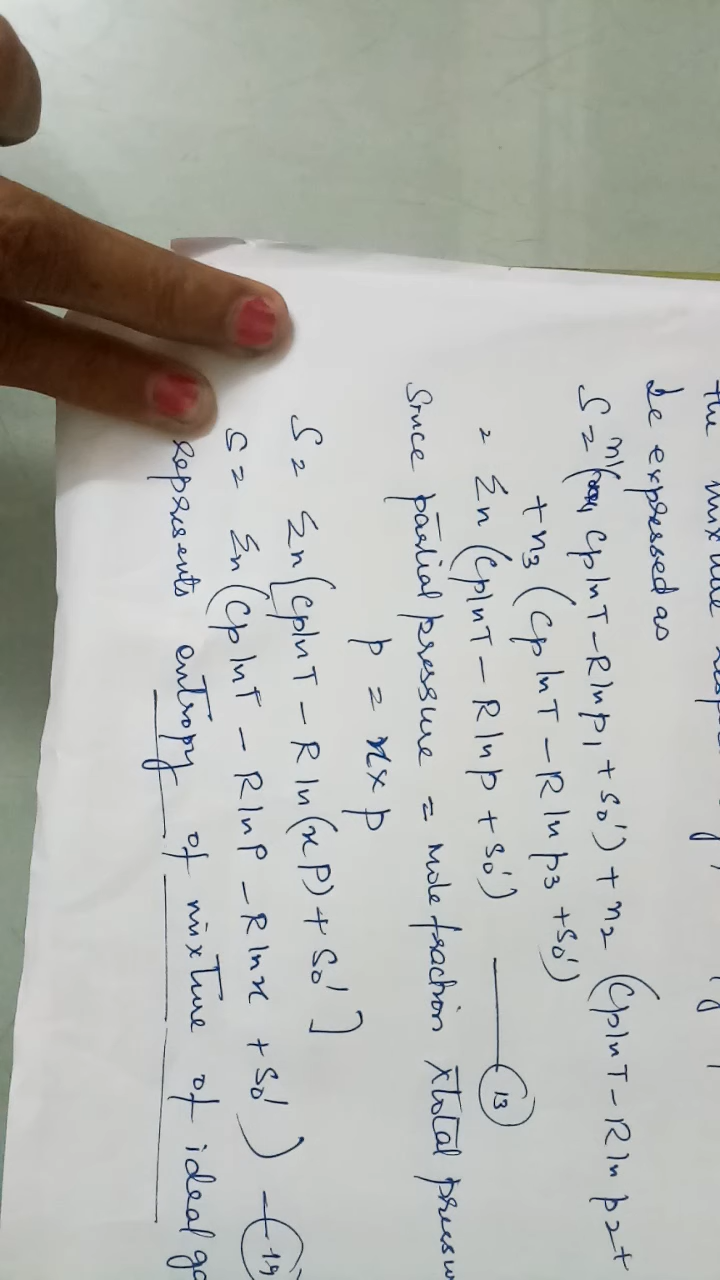 the mixture
be expressed as
S = n1 (Cp ln T - R ln p1 + S0') + n2 (Cp ln T - R ln p2 +
+ n3 (Cp ln T - R ln p3 + S0')
= Σn (Cp ln T - R ln p + S0') — 13
Since partial pressure = mole fraction × total pressu
p = x × p
S = Σn [Cp ln T - R ln (x P) + S0']
S = Σn (Cp ln T - R ln P - R ln x + S0') — 14
represents entropy of mixture of ideal ga